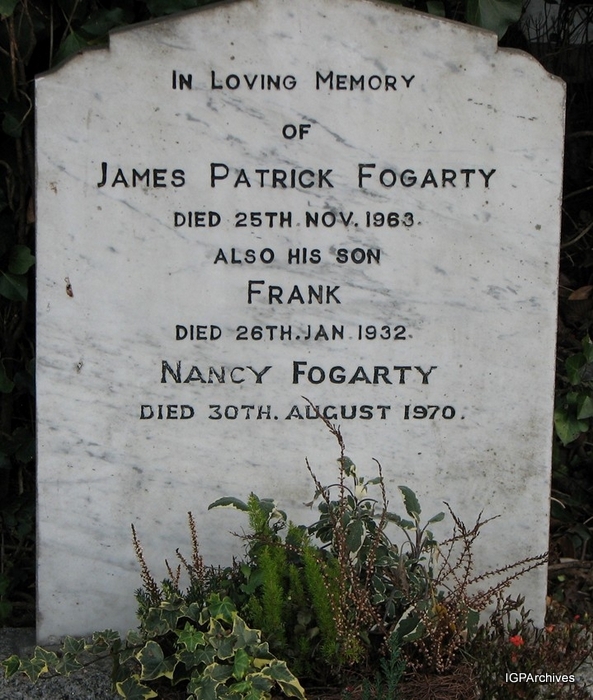 In Loving Memory
OF
James Patrick Fogarty
DIED 25TH. NOV. 1963.
ALSO HIS SON
Frank
DIED 26TH. JAN 1932.
Nancy Fogarty
DIED 30TH. AUGUST 1970.
IGPArchives